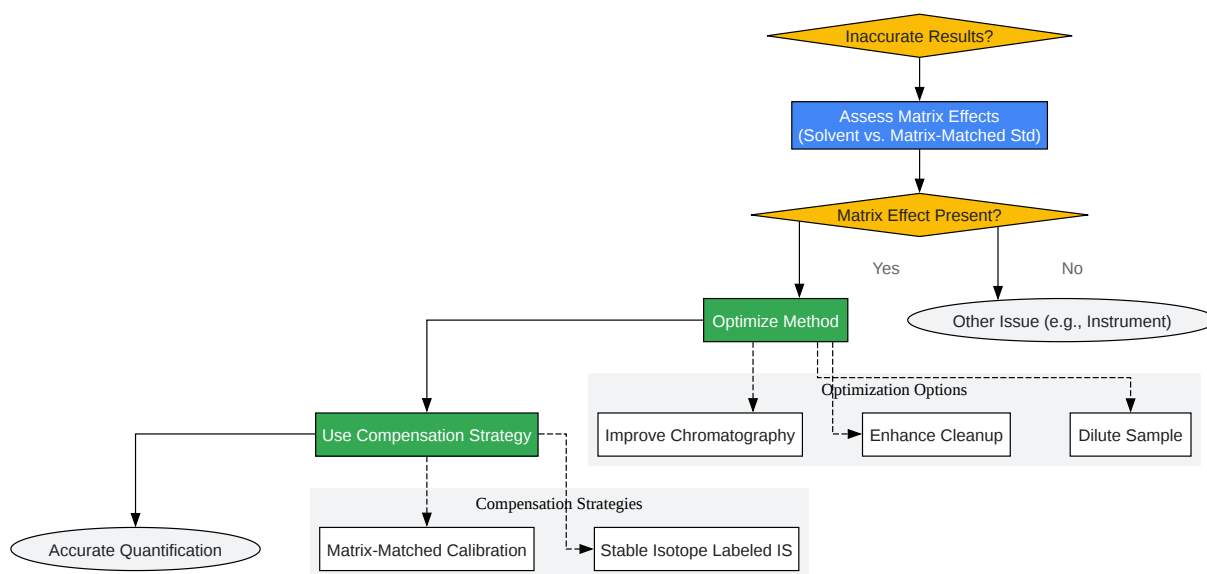 Inaccurate Results?
Assess Matrix Effects
(Solvent vs. Matrix-Matched Std)
Matrix Effect Present?
Yes
No
Optimize Method
Other Issue (e.g., Instrument)
Optimization Options
Improve Chromatography
Enhance Cleanup
Dilute Sample
Use Compensation Strategy
Compensation Strategies
Accurate Quantification
Matrix-Matched Calibration
Stable Isotope Labeled IS